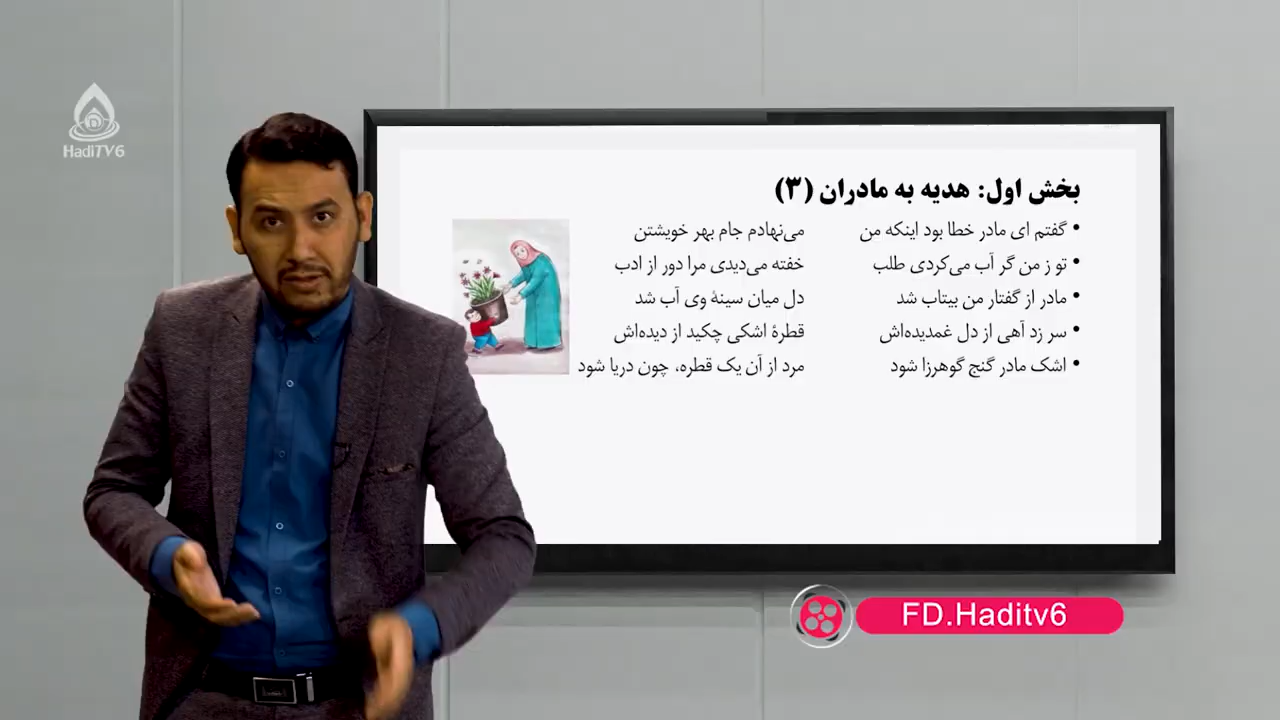 HadiTV6
بخش اول: هدیه به مادران (۳)
• گفتم ای مادر خطا بود اینکه من می‌نهادم جام بهر خویشتن
• تو ز من گر آب می‌کردی طلب خفته می‌دیدی مرا دور از ادب
• مادر از گفتار من بیتاب شد دل میان سینهٔ وی آب شد
• سر زد آهی از دل غمدیده‌اش قطرهٔ اشکی چکید از دیده‌اش
• اشک مادر گنج گوهرزا شود مرد از آن یک قطره، چون دریا شود
FD.Haditv6